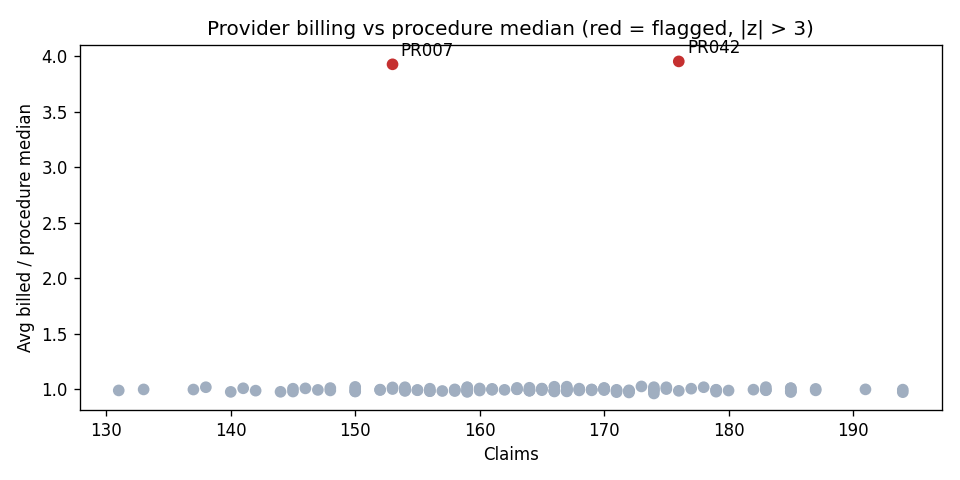 Provider billing vs procedure median (red = flagged, |z| > 3)
PR007
PR042
4.0
3.5
3.0
2.5
2.0
1.5
1.0
Avg billed / procedure median
130 140 150 160 170 180 190
Claims